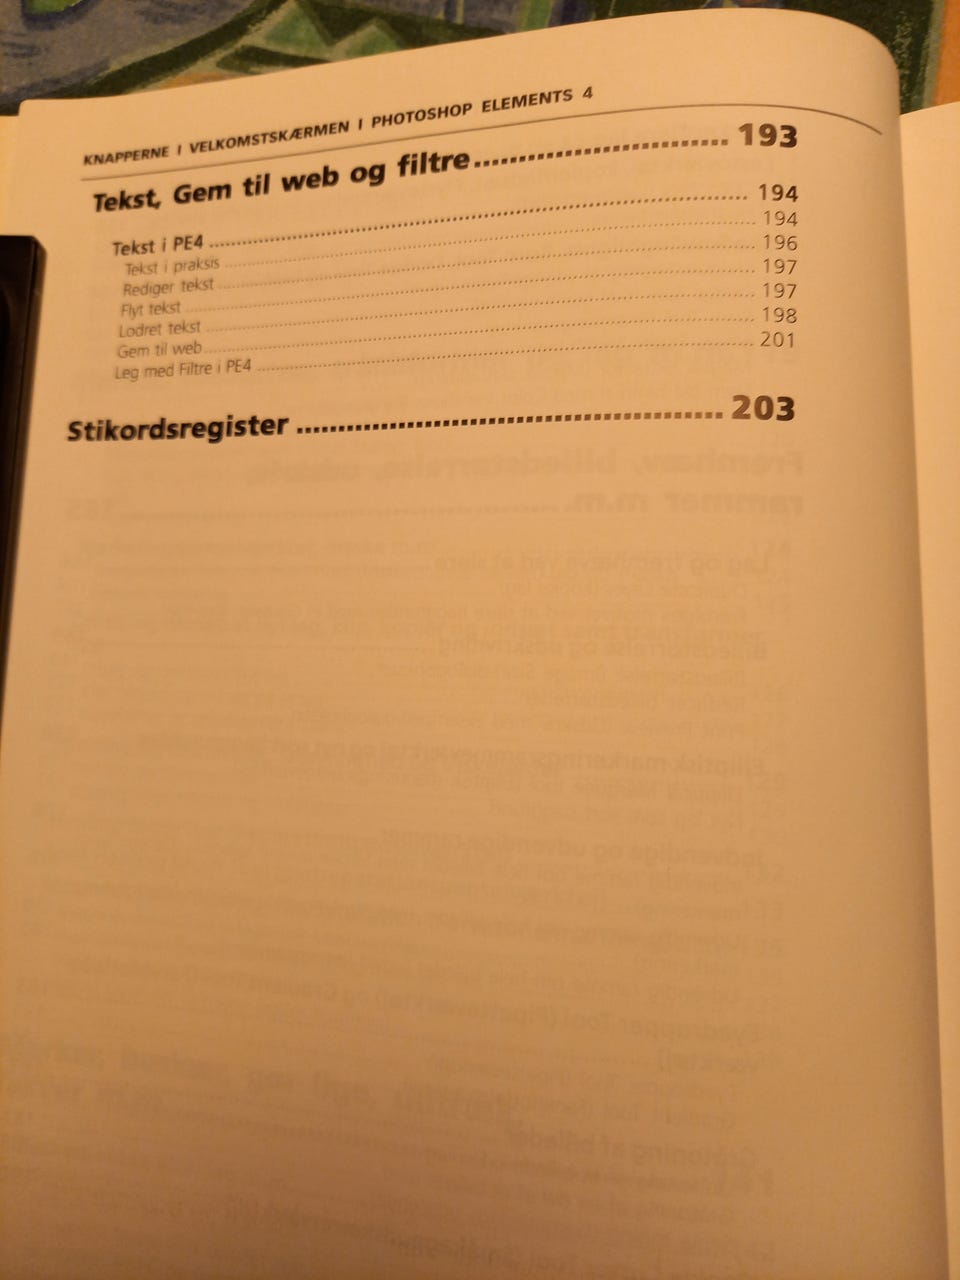 KNAPPERNE I VELKOMSTSKÆRMEN I PHOTOSHOP ELEMENTS 4
Tekst, Gem til web og filtre .............................. 193
Tekst i PE4 ........................................ 194
Tekst i praksis ........................................ 194
Rediger tekst ........................................ 196
Flyt tekst ........................................ 197
Lodret tekst ........................................ 197
Gem til web ........................................ 198
Leg med Filtre i PE4 ........................................ 201
Stikordsregister .............................. 203